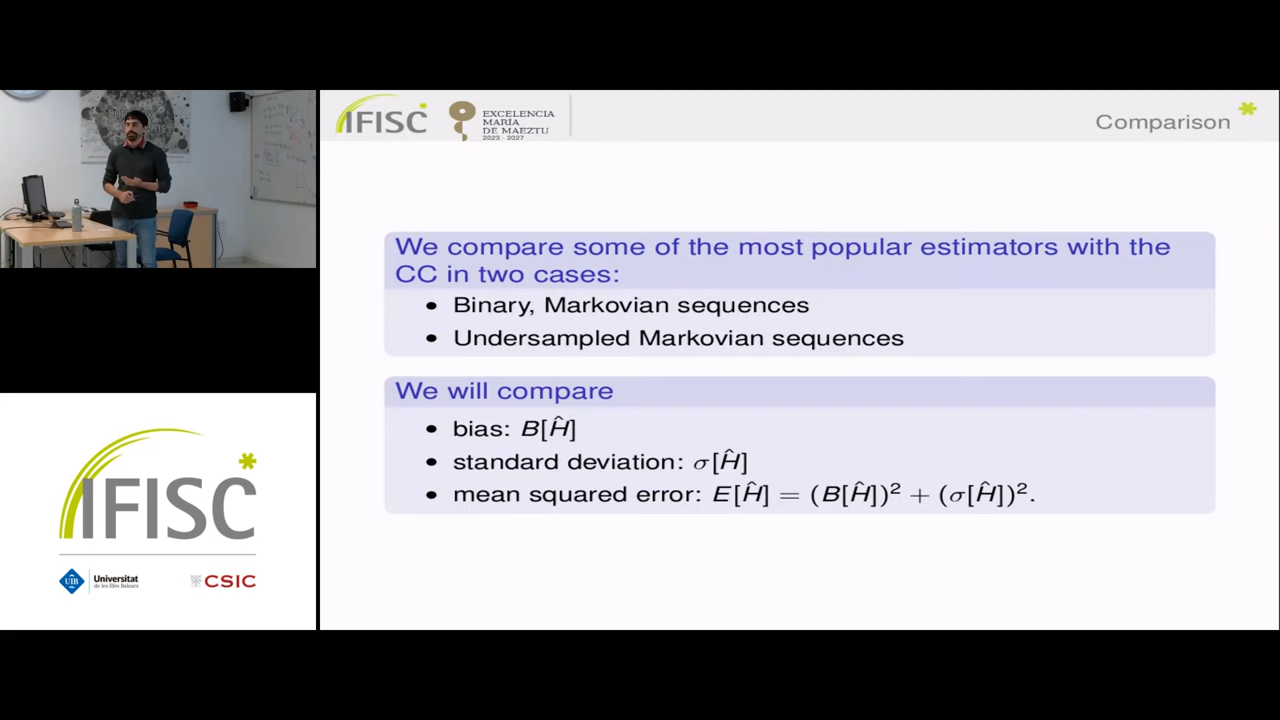 IFISC
EXCELENCIA
MARÍA
DE MAEZTU
2023 - 2027
Comparison
We compare some of the most popular estimators with the
CC in two cases:
• Binary, Markovian sequences
• Undersampled Markovian sequences
We will compare
• bias: B[Ĥ]
• standard deviation: σ[Ĥ]
• mean squared error: E[Ĥ] = (B[Ĥ])² + (σ[Ĥ])².
IFISC
UIB
Universitat
de les Illes Balears
CSIC